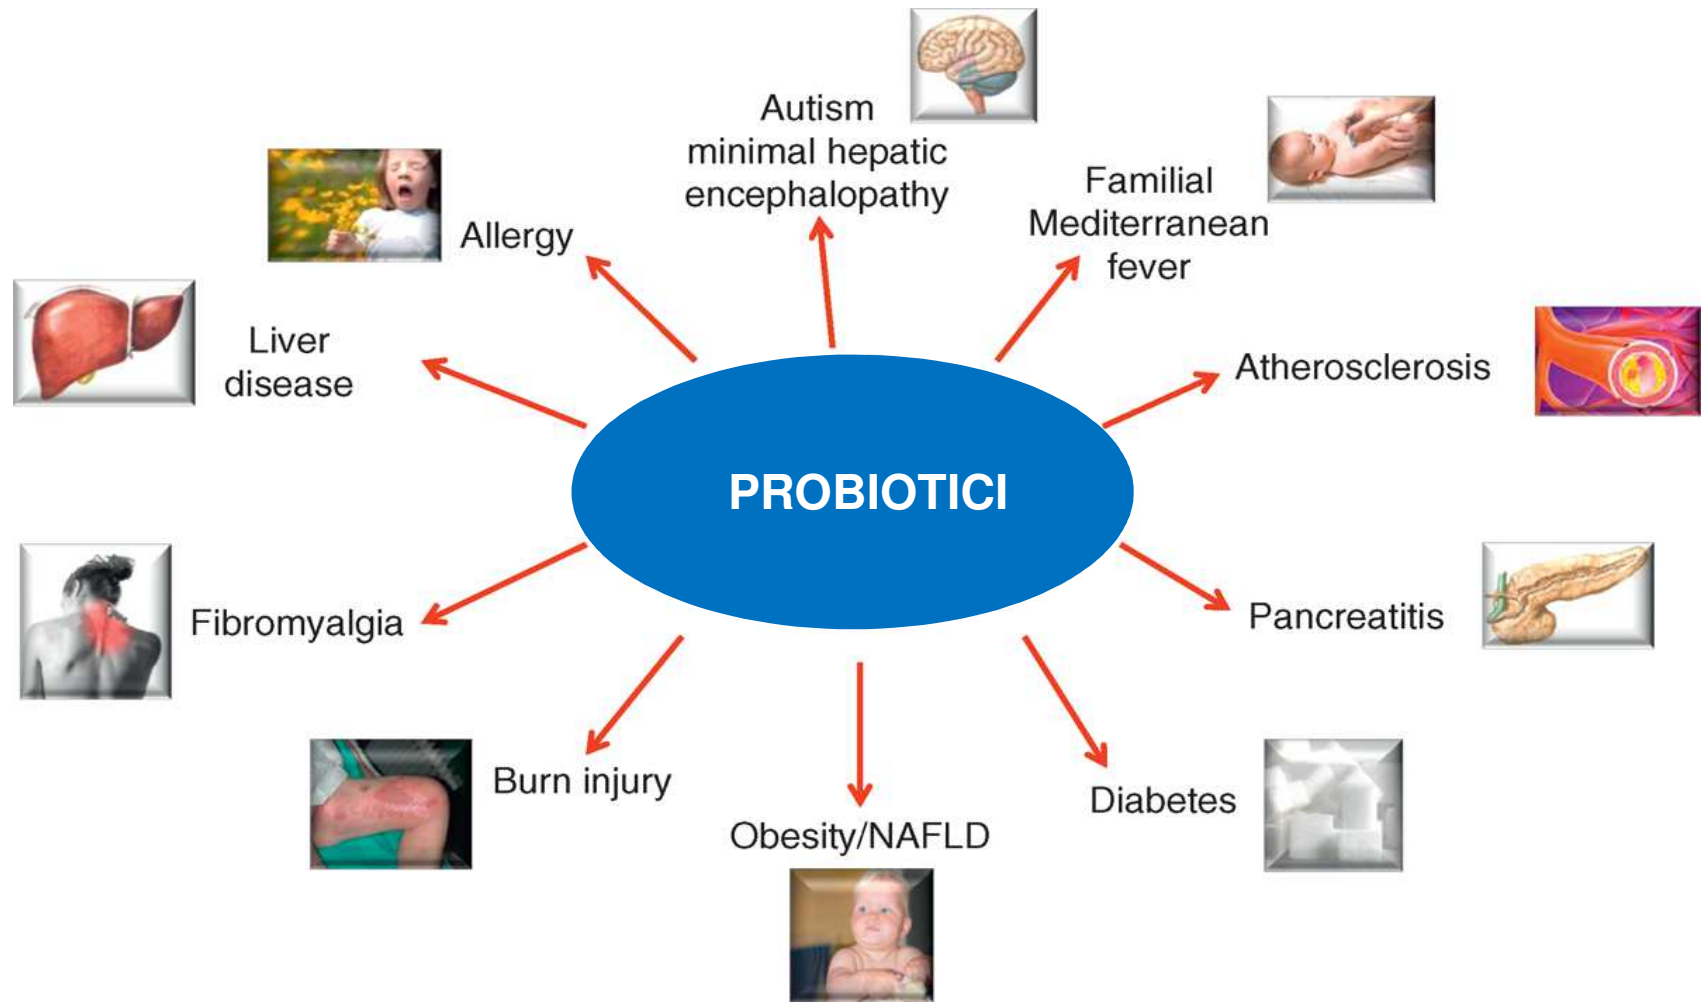 Autism
minimal hepatic
encephalopathy
Familial
Mediterranean
fever
Allergy
Liver
disease
Atherosclerosis
PROBIOTICI
Fibromyalgia
Pancreatitis
Burn injury
Diabetes
Obesity/NAFLD